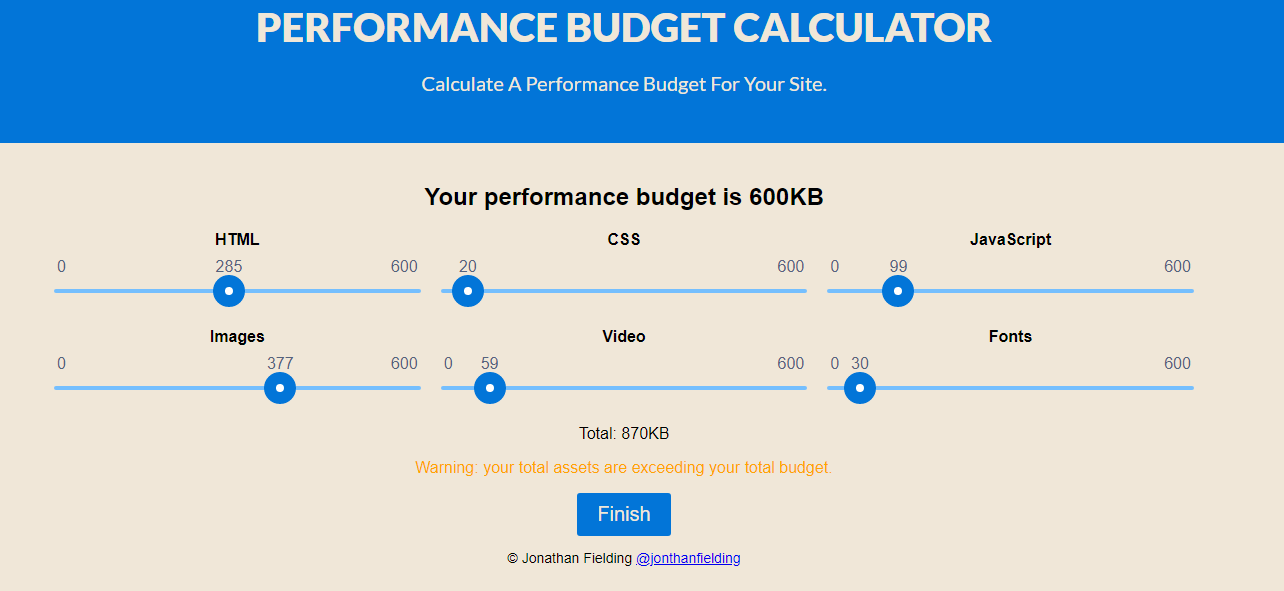 PERFORMANCE BUDGET CALCULATOR
Calculate A Performance Budget For Your Site.
Your performance budget is 600KB
HTML CSS JavaScript
0 285 600 20 600 0 99 600
Images Video Fonts
0 377 600 0 59 600 0 30 600
Total: 870KB
Warning: your total assets are exceeding your total budget.
Finish
© Jonathan Fielding @jonthanfielding